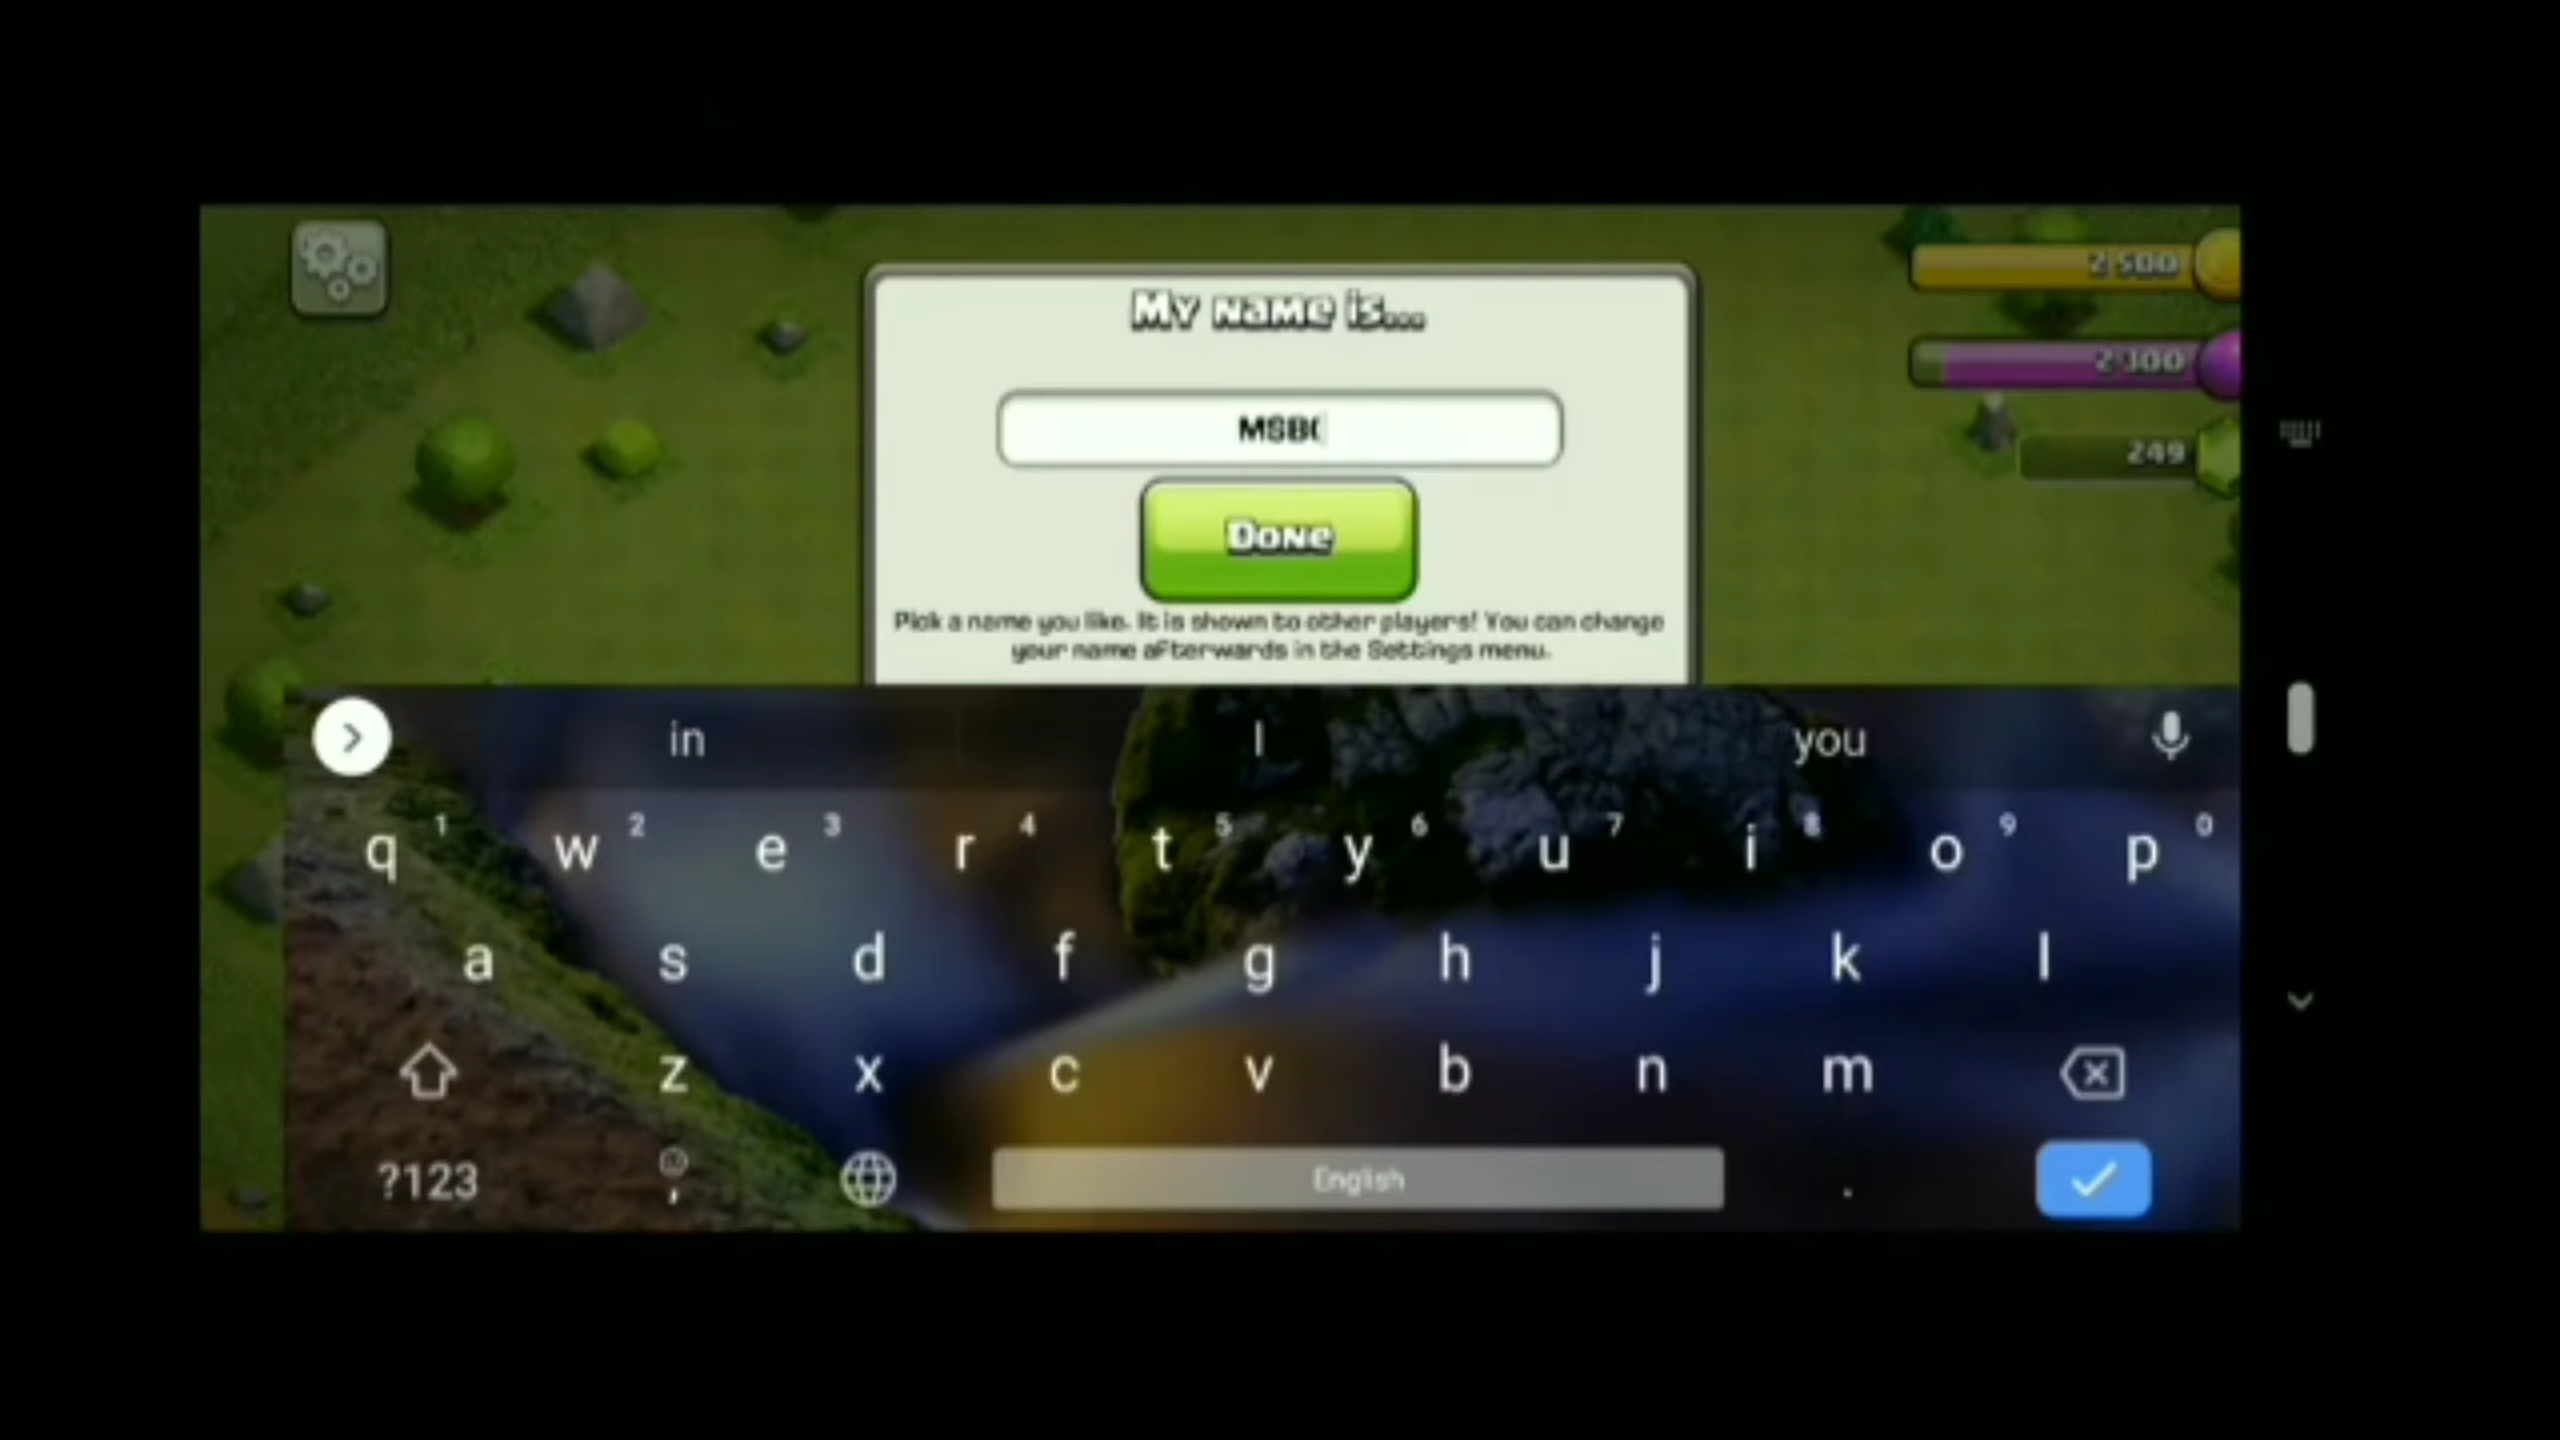 My name is...
2 500
2 300
MSB(
249
Done
Pick a name you like. It is shown to other players! You can change
your name afterwards in the Settings menu.
in I you
q 1 w 2 e 3 r 4 t 5 y 6 u 7 i 8 o 9 p 0
a s d f g h j k l
z x c v b n m
?123 , English .